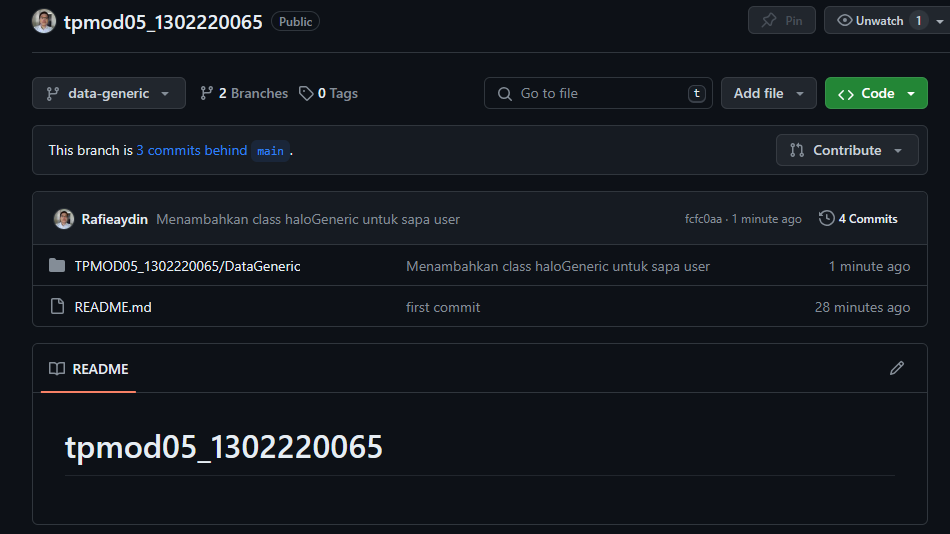 tpmod05_1302220065 Public Pin Unwatch 1
data-generic 2 Branches 0 Tags Go to file t Add file Code
This branch is 3 commits behind main. Contribute
Rafieaydin Menambahkan class haloGeneric untuk sapa user fcfc0aa · 1 minute ago 4 Commits
TPMOD05_1302220065/DataGeneric Menambahkan class haloGeneric untuk sapa user 1 minute ago
README.md first commit 28 minutes ago
README
tpmod05_1302220065